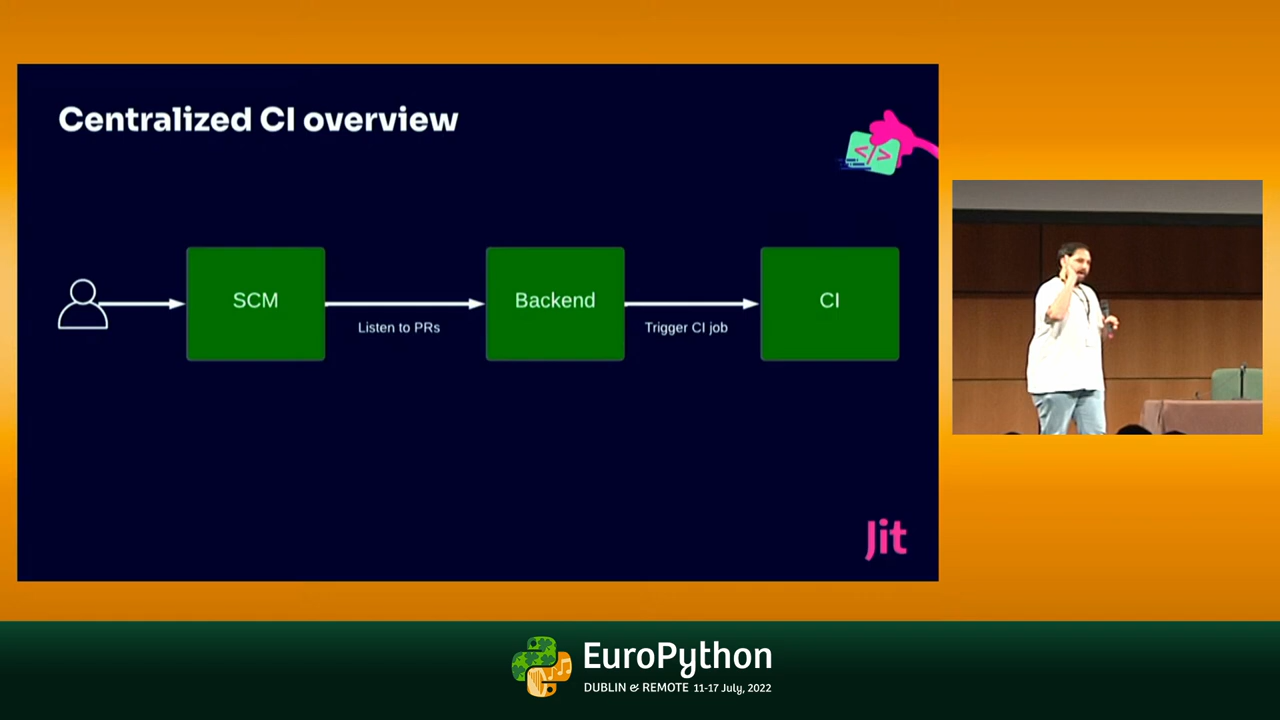 Centralized CI overview
</>
SCM
Listen to PRs
Backend
Trigger CI job
CI
Jit
EuroPython
DUBLIN & REMOTE 11-17 July, 2022